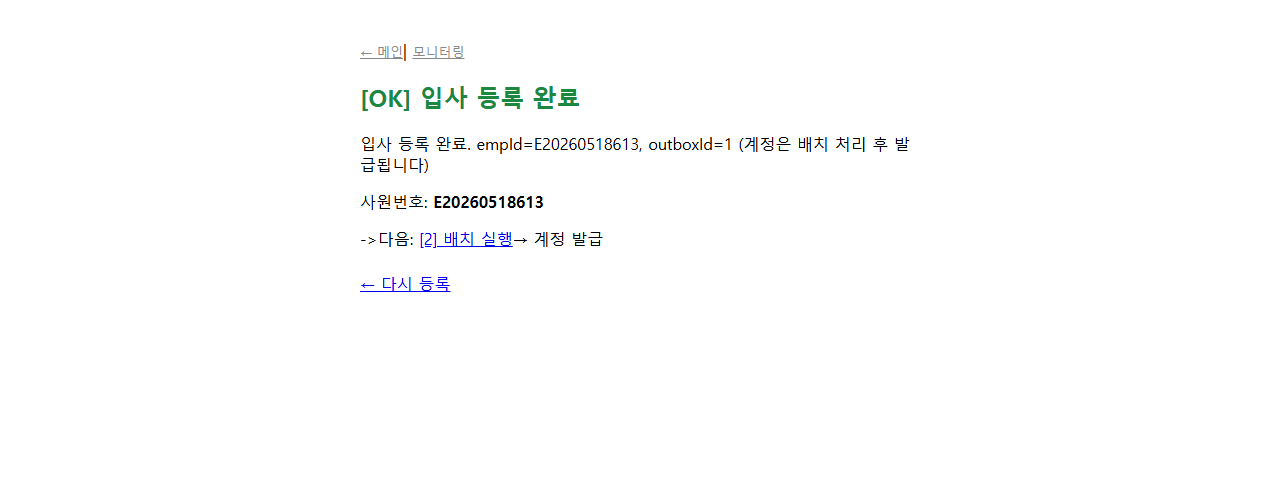 ← 메인| 모니터링
[OK] 입사 등록 완료
입사 등록 완료. empId=E20260518613, outboxId=1 (계정은 배치 처리 후 발
급됩니다)
사원번호: E20260518613
->다음: [2] 배치 실행→ 계정 발급
← 다시 등록